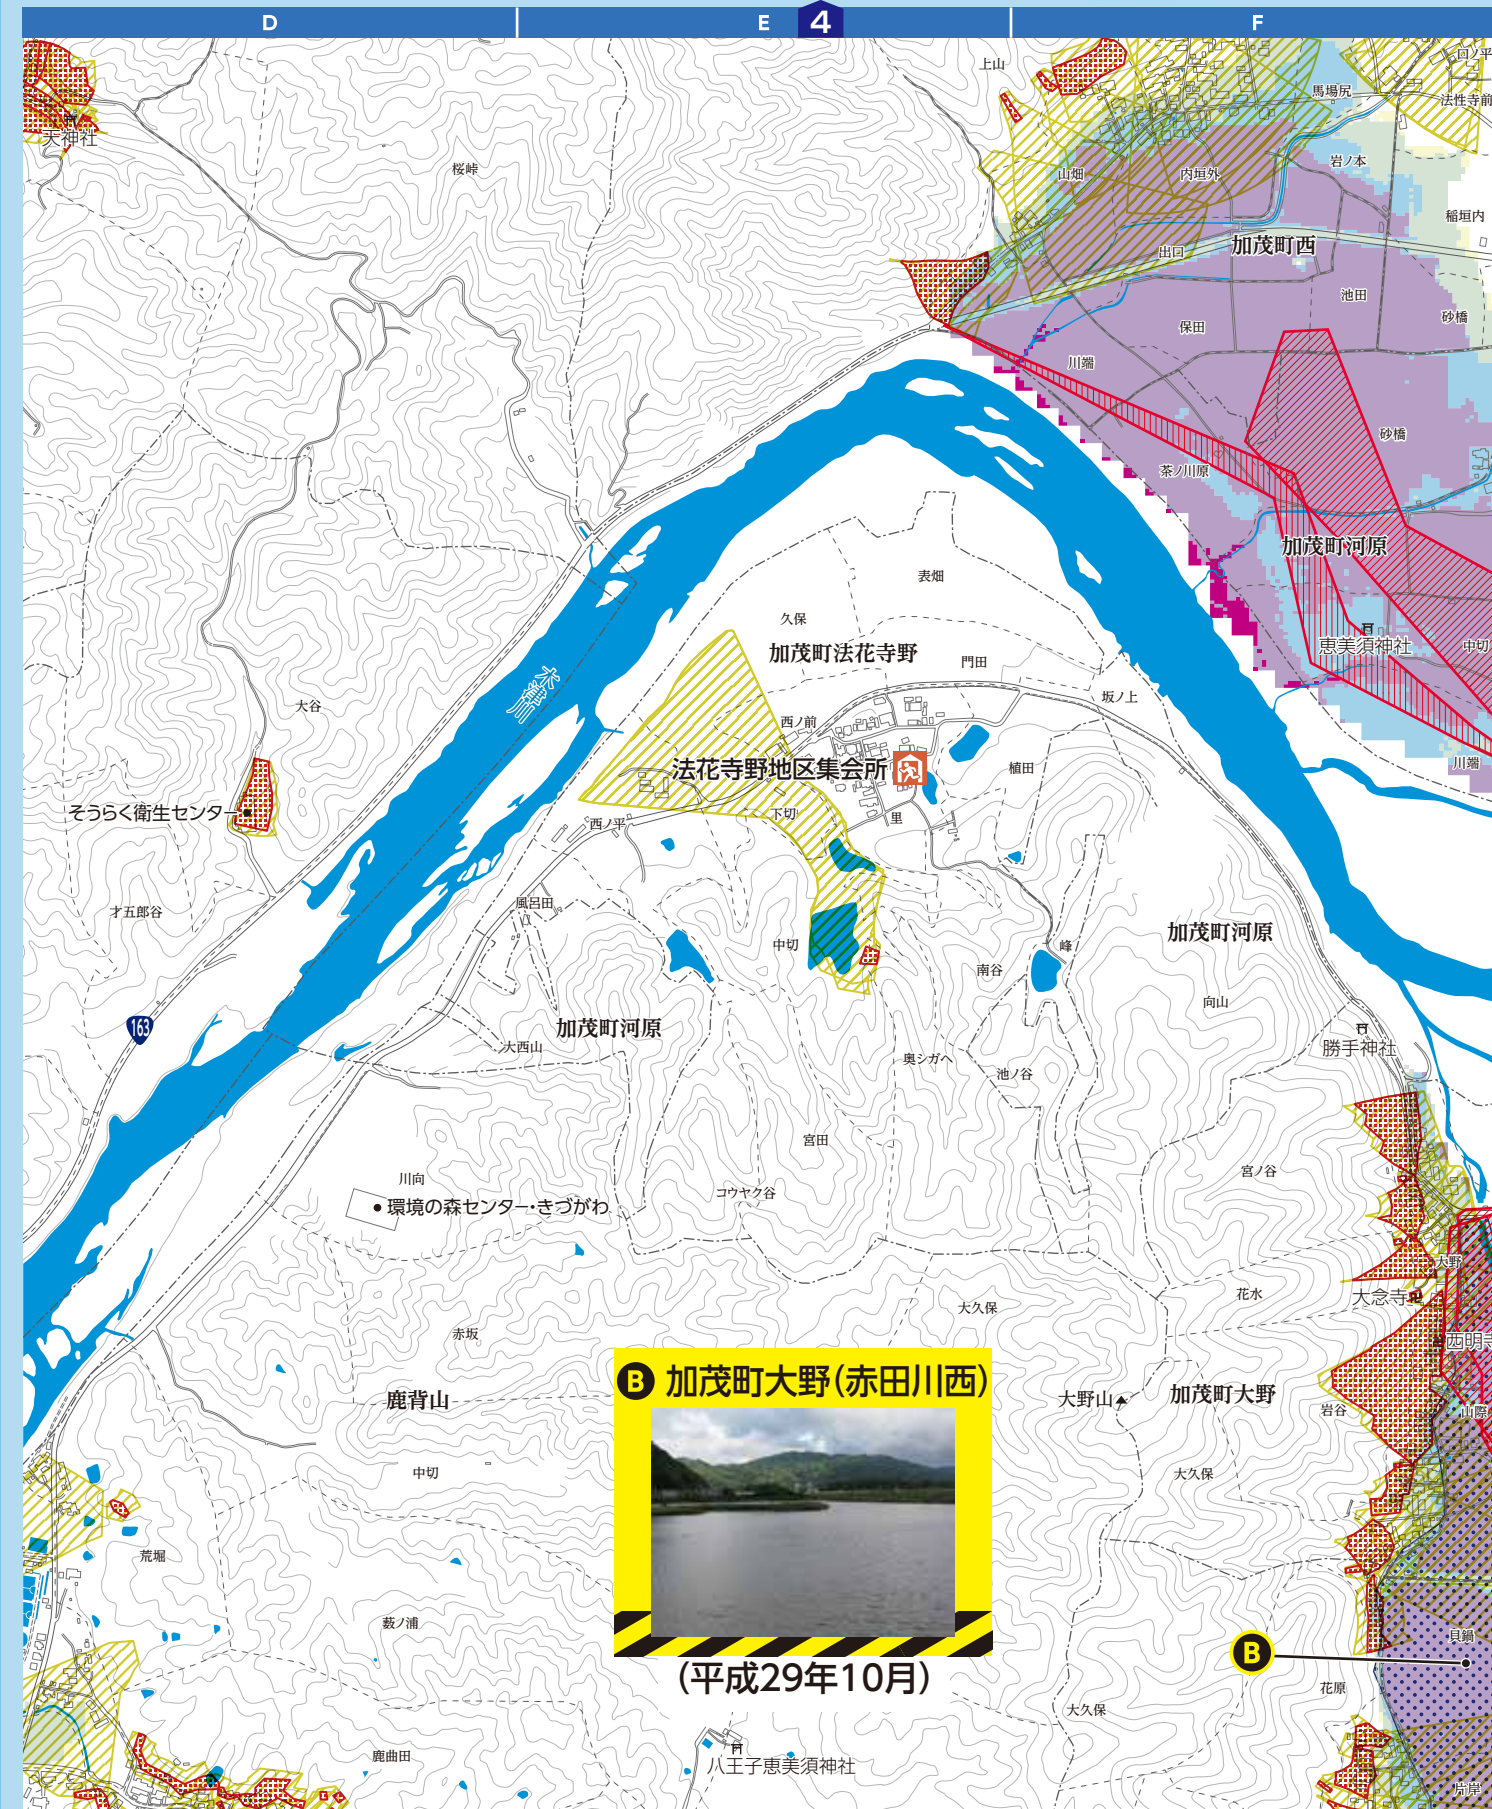 D
E
4
F
上山
口ノ平
馬場尻
法性寺前
天神社
岩ノ本
桜峠
山畑
内垣外
稲垣内
加茂町西
出口
池田
砂橋
保田
川端
砂橋
茶ノ川原
加茂町河原
表畑
久保
恵美須神社
中切
加茂町法花寺野
門田
木津川
坂ノ上
大谷
西ノ前
川端
法花寺野地区集会所
植田
そうらく衛生センター
下切
里
西ノ平
風呂田
才五郎谷
加茂町河原
中切
峰
南谷
向山
163
加茂町河原
大西山
勝手神社
奥シガヘ
池ノ谷
宮田
川向
宮ノ谷
コウヤク谷
環境の森センター・きづがわ
大野
花水
大念寺
大久保
赤坂
西明寺
B 加茂町大野(赤田川西)
鹿背山
大野山
加茂町大野
岩谷
山際
中切
大久保
荒堀
薮ノ浦
貝鍋
B
(平成29年10月)
花原
大久保
鹿曲田
八王子恵美須神社
片岸